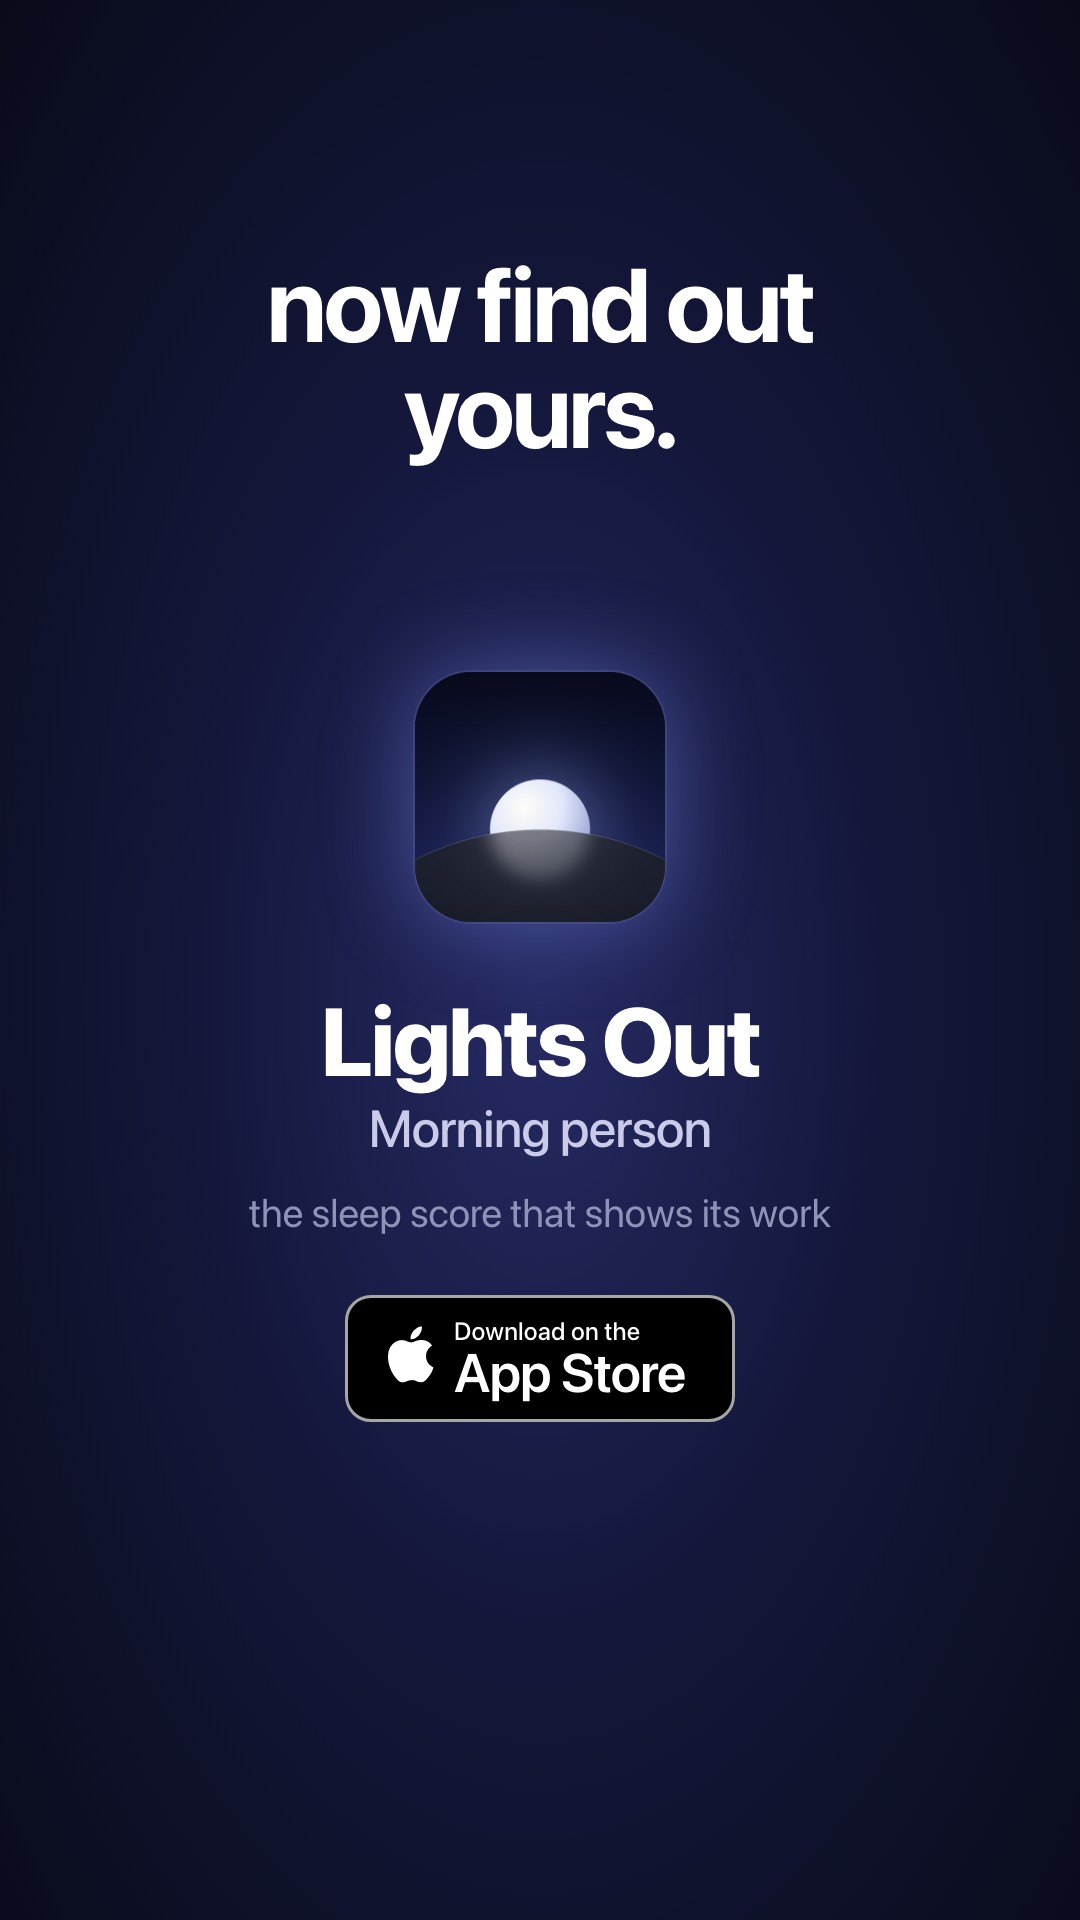 now find out
yours.
Lights Out
Morning person
the sleep score that shows its work
Download on the
App Store